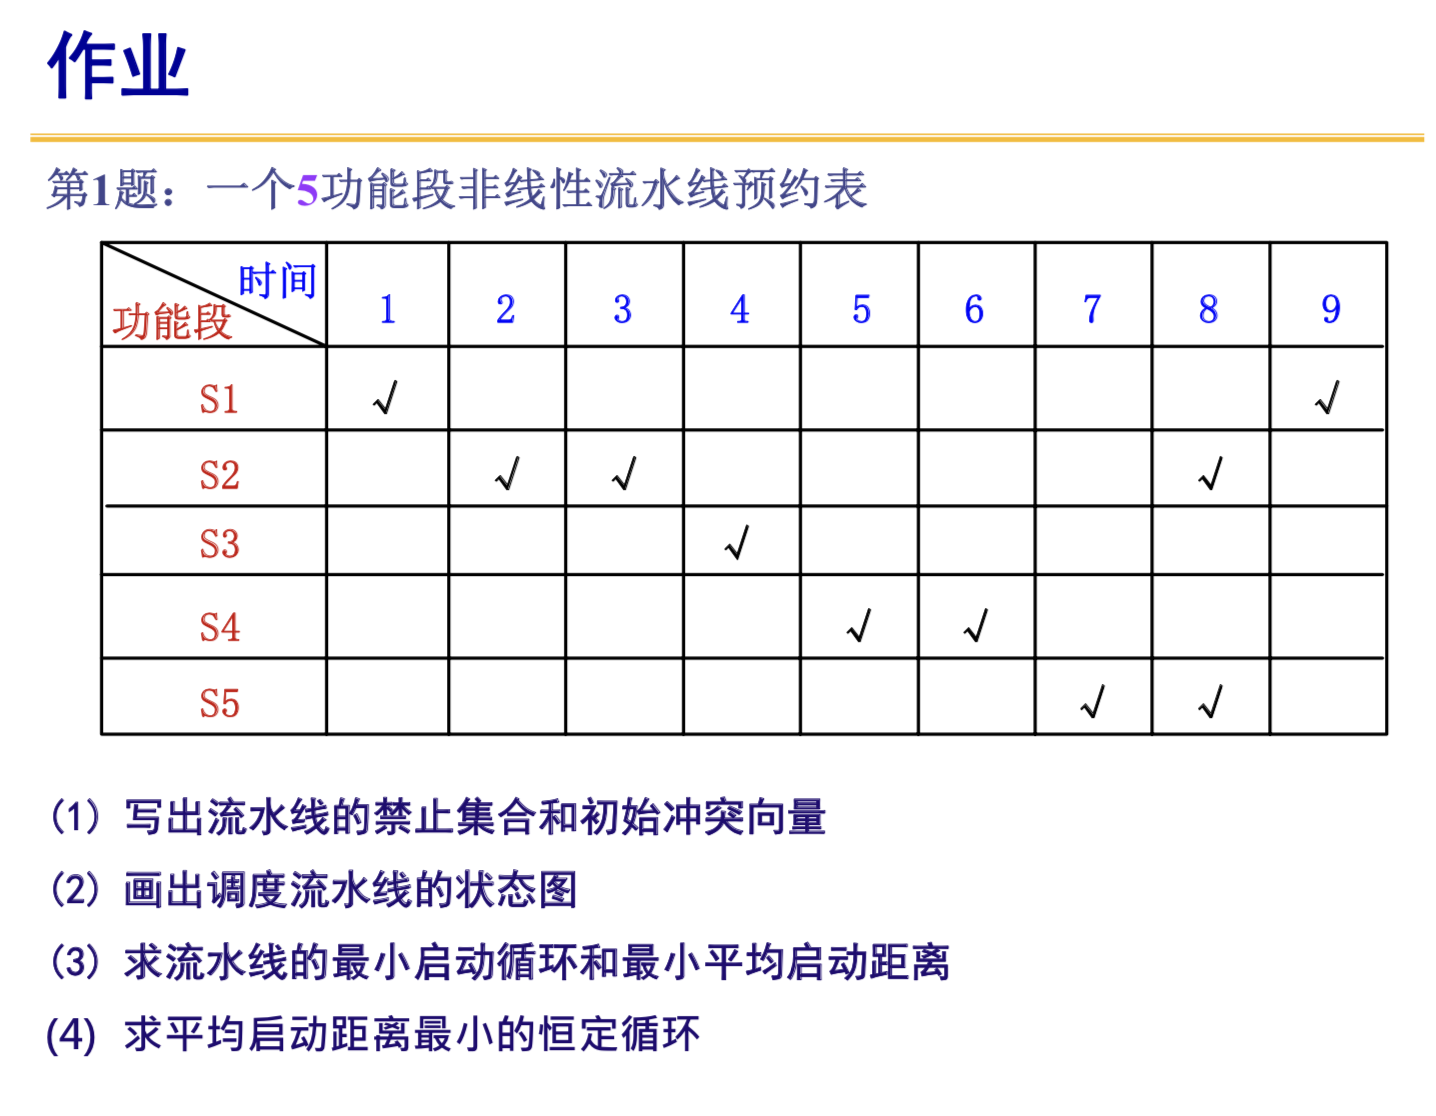 作业
第1题：一个5功能段非线性流水线预约表
时间
功能段 1 2 3 4 5 6 7 8 9
S1 √ √
S2 √ √ √
S3 √
S4 √ √
S5 √ √
(1) 写出流水线的禁止集合和初始冲突向量
(2) 画出调度流水线的状态图
(3) 求流水线的最小启动循环和最小平均启动距离
(4) 求平均启动距离最小的恒定循环